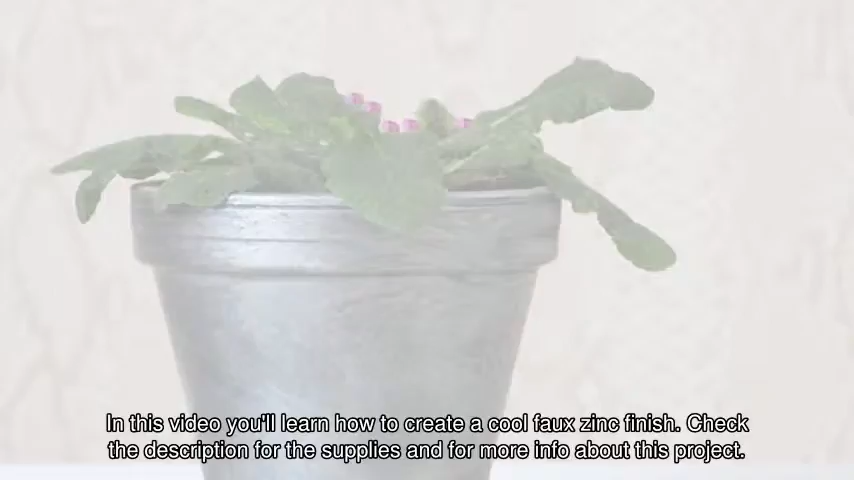 In this video you'll learn how to create a cool faux zinc finish. Check
the description for the supplies and for more info about this project.